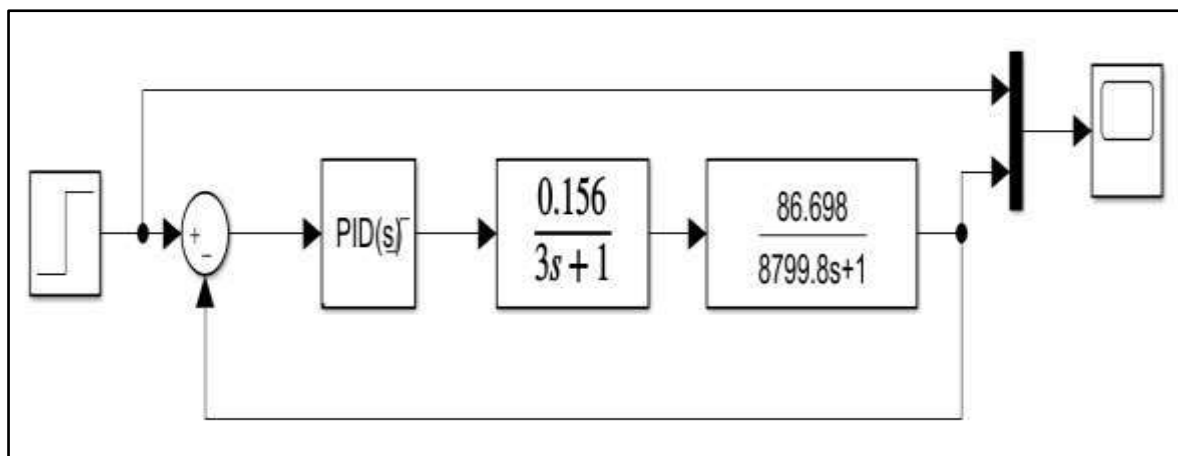 +
−
PID(s)
0.156
3s + 1
86.698
8799.8s+1